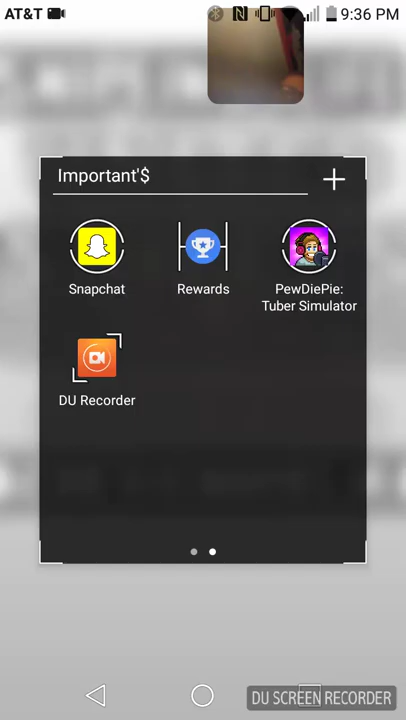 AT&T
9:36 PM
Important'$
Snapchat
Rewards
PewDiePie:
Tuber Simulator
DU Recorder
DU SCREEN RECORDER